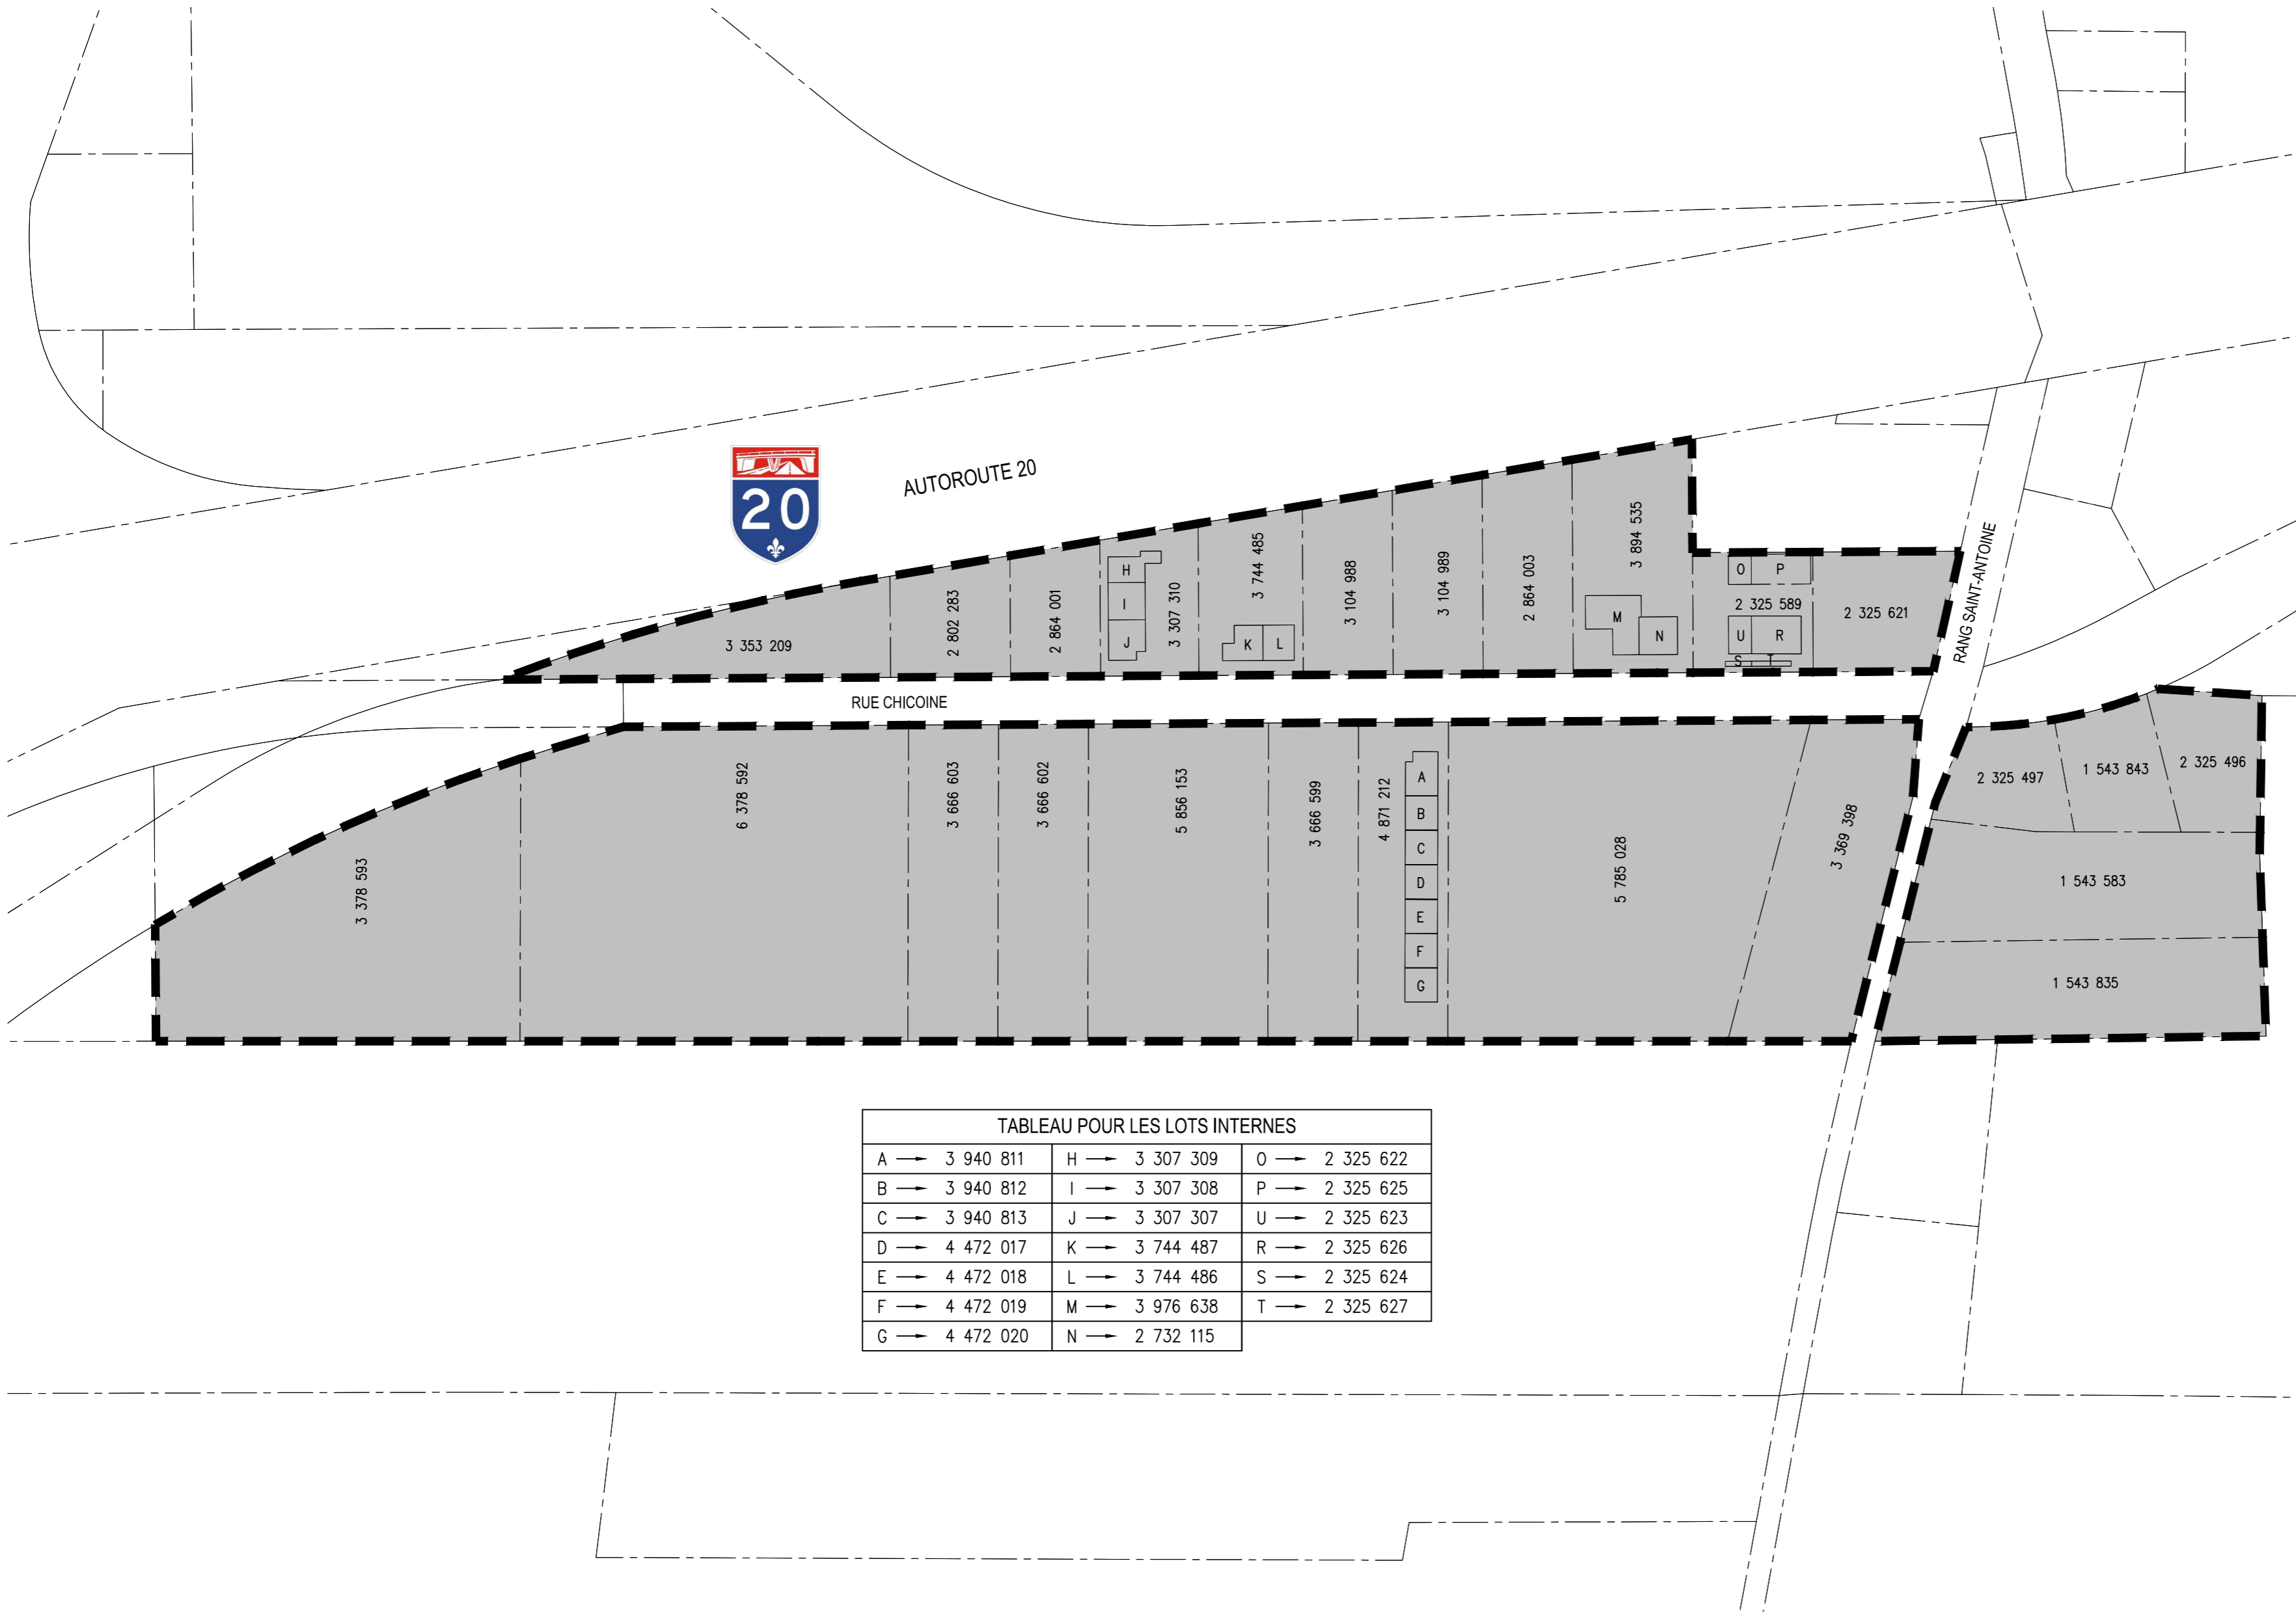 20
AUTOROUTE 20
RANG SAINT-ANTOINE
RUE CHICOINE
3 353 209
2 802 283
2 864 001
H
I
J
3 307 310
3 744 485
K L
3 104 988
3 104 989
2 864 003
3 894 535
M
N
O P
2 325 589
U R
S T
2 325 621
3 378 593
6 378 592
3 666 603
3 666 602
5 856 153
3 666 599
4 871 212
A
B
C
D
E
F
G
5 785 028
3 369 398
2 325 497
1 543 843
2 325 496
1 543 583
1 543 835
TABLEAU POUR LES LOTS INTERNES
A → 3 940 811 H → 3 307 309 O → 2 325 622
B → 3 940 812 I → 3 307 308 P → 2 325 625
C → 3 940 813 J → 3 307 307 U → 2 325 623
D → 4 472 017 K → 3 744 487 R → 2 325 626
E → 4 472 018 L → 3 744 486 S → 2 325 624
F → 4 472 019 M → 3 976 638 T → 2 325 627
G → 4 472 020 N → 2 732 115